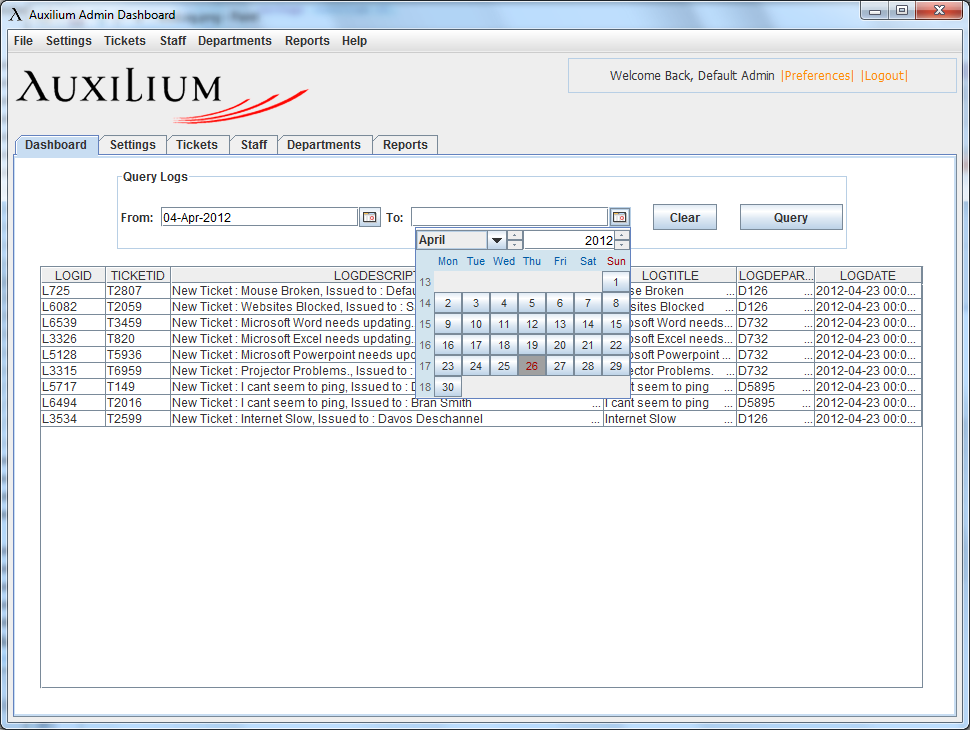 Auxilium Admin Dashboard
File Settings Tickets Staff Departments Reports Help
AUXILIUM
Welcome Back, Default Admin |Preferences| |Logout|
Dashboard Settings Tickets Staff Departments Reports
Query Logs
From: 04-Apr-2012 To: Clear Query
April 2012
Mon Tue Wed Thu Fri Sat Sun
13 1
14 2 3 4 5 6 7 8
15 9 10 11 12 13 14 15
16 16 17 18 19 20 21 22
17 23 24 25 26 27 28 29
18 30
LOGID TICKETID LOGDESCRIPT LOGTITLE LOGDEPAR... LOGDATE
L725 T2807 New Ticket : Mouse Broken, Issued to : Defau se Broken ... D126 ... 2012-04-23 00:0...
L6082 T2059 New Ticket : Websites Blocked, Issued to : S sites Blocked ... D126 ... 2012-04-23 00:0...
L6539 T3459 New Ticket : Microsoft Word needs updating. soft Word needs... D732 ... 2012-04-23 00:0...
L3326 T820 New Ticket : Microsoft Excel needs updating. soft Excel needs... D732 ... 2012-04-23 00:0...
L5128 T5936 New Ticket : Microsoft Powerpoint needs upd soft Powerpoint ... D732 ... 2012-04-23 00:0...
L3315 T6959 New Ticket : Projector Problems., Issued to : ector Problems. ... D732 ... 2012-04-23 00:0...
L5717 T149 New Ticket : I cant seem to ping, Issued to : D t seem to ping ... D5895 ... 2012-04-23 00:0...
L6494 T2016 New Ticket : I cant seem to ping, Issued to : Bran Smith ... I cant seem to ping ... D5895 ... 2012-04-23 00:0...
L3534 T2599 New Ticket : Internet Slow, Issued to : Davos Deschannel ... Internet Slow ... D126 ... 2012-04-23 00:0...